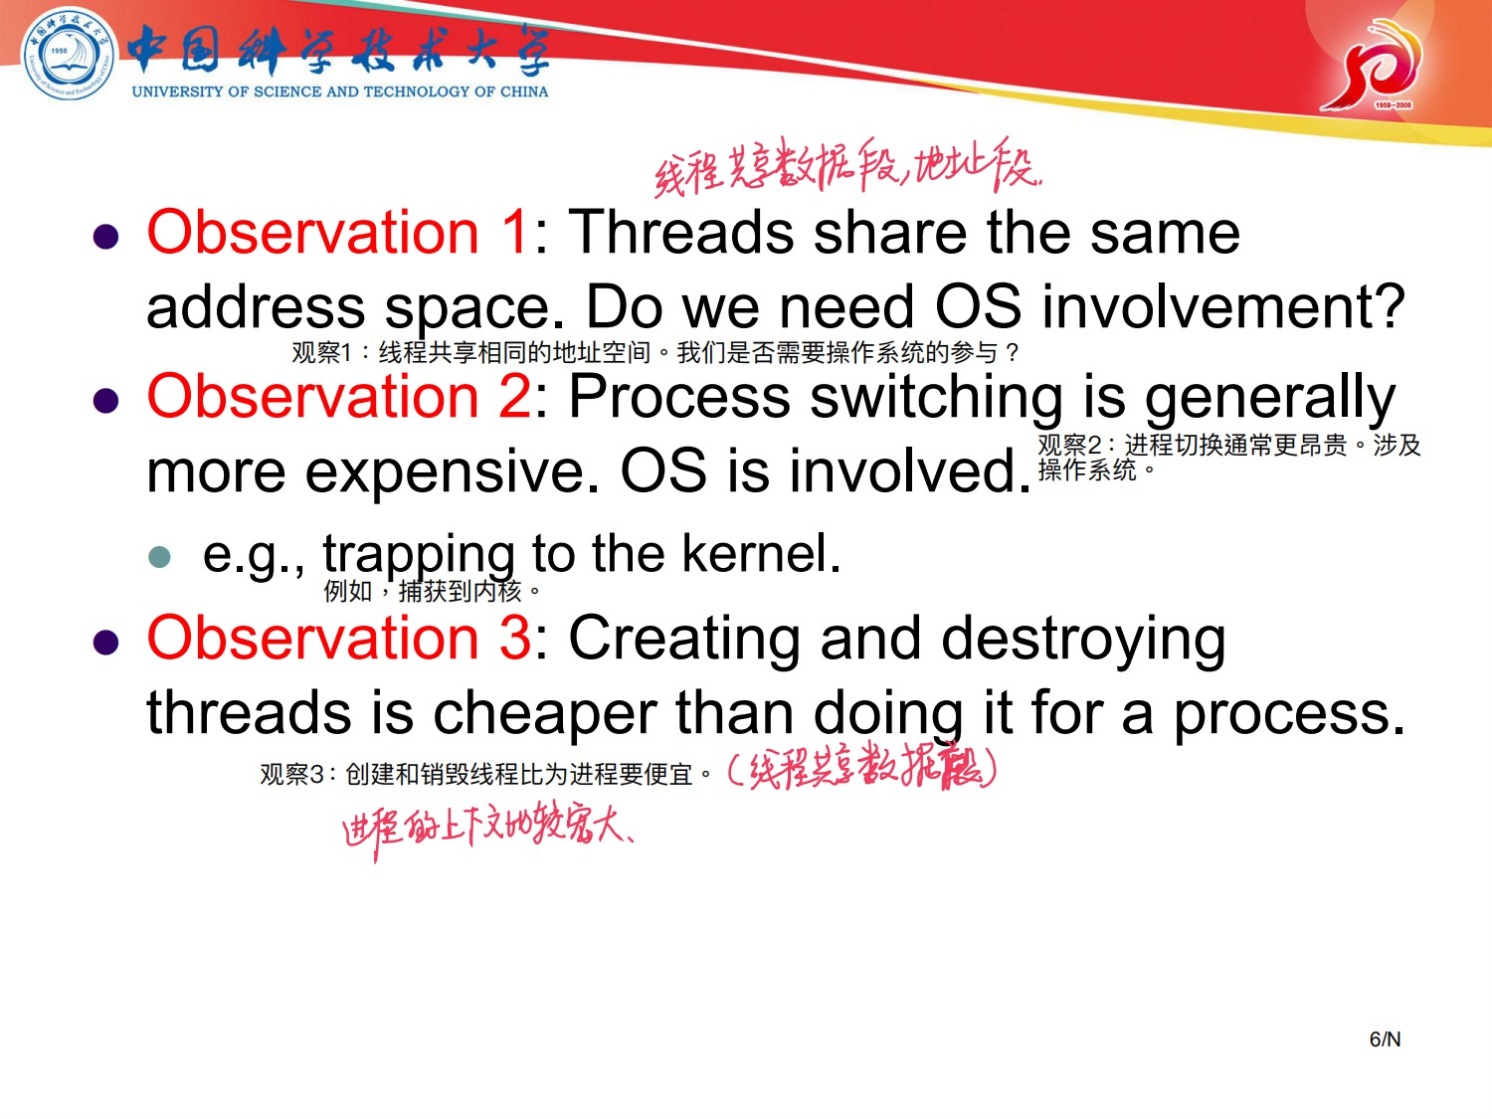 中国科学技术大学
UNIVERSITY OF SCIENCE AND TECHNOLOGY OF CHINA
1958
1958-2008
线程共享数据段,地址段.
Observation 1: Threads share the same
address space. Do we need OS involvement?
观察1：线程共享相同的地址空间。我们是否需要操作系统的参与？
Observation 2: Process switching is generally
more expensive. OS is involved.
观察2：进程切换通常更昂贵。涉及
操作系统。
e.g., trapping to the kernel.
例如，捕获到内核。
Observation 3: Creating and destroying
threads is cheaper than doing it for a process.
观察3：创建和销毁线程比为进程要便宜。
(线程共享数据段)
进程的上下文比较大、
6/N